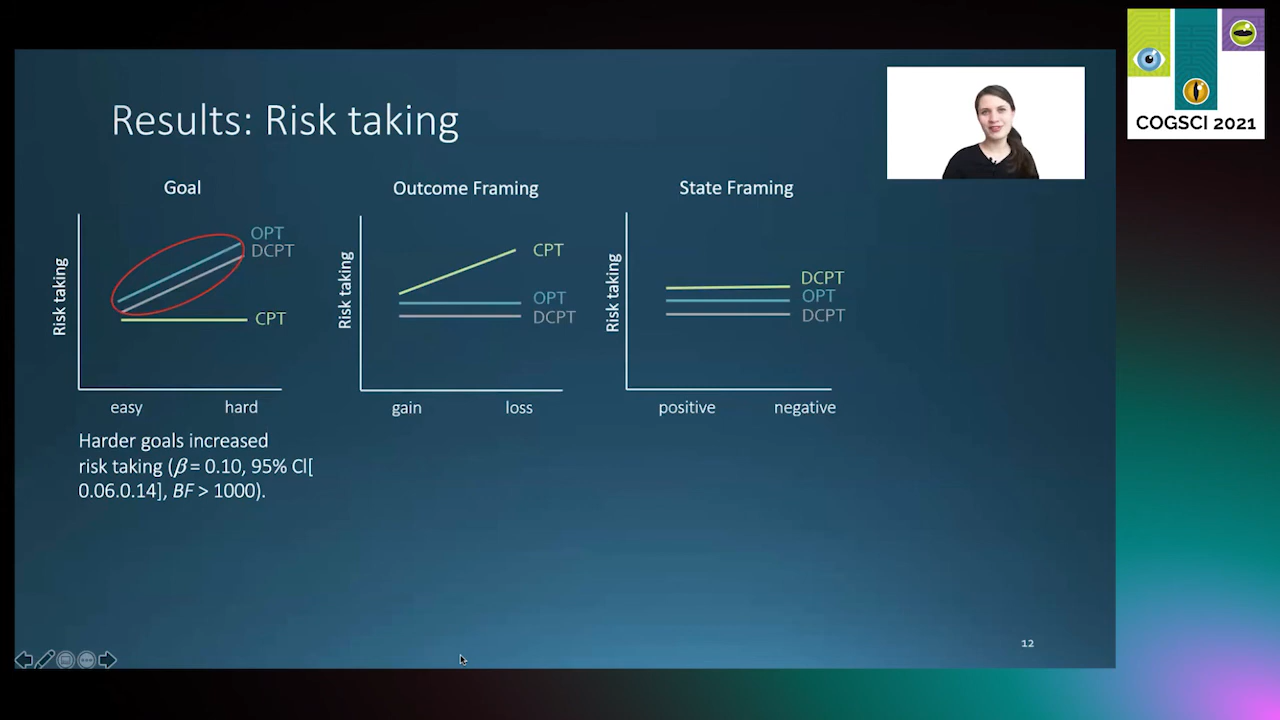 COGSCI 2021
Results: Risk taking
Goal
Risk taking
OPT
DCPT
CPT
easy hard
Outcome Framing
Risk taking
CPT
OPT
DCPT
gain loss
State Framing
Risk taking
DCPT
OPT
DCPT
positive negative
Harder goals increased
risk taking (β = 0.10, 95% Cl[
0.06.0.14], BF > 1000).
12